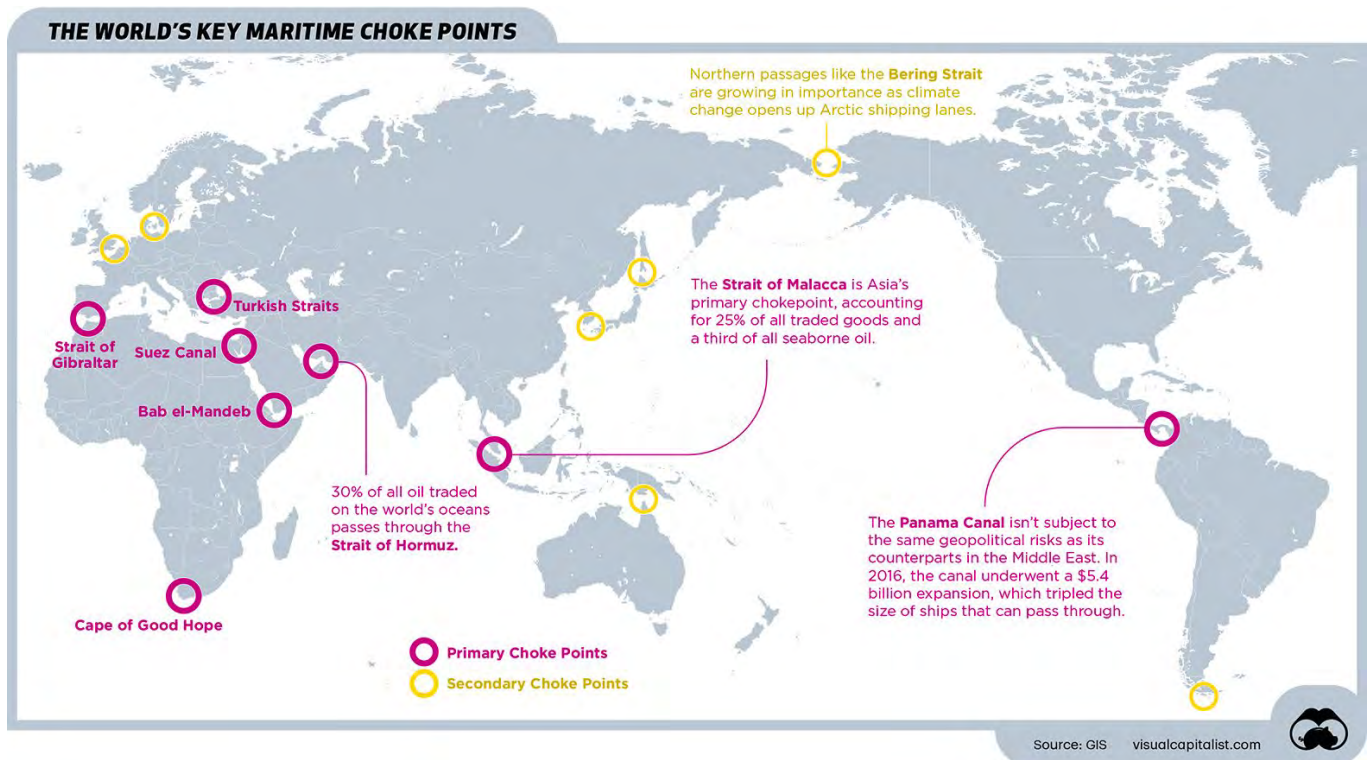 THE WORLD'S KEY MARITIME CHOKE POINTS
Northern passages like the Bering Strait
are growing in importance as climate
change opens up Arctic shipping lanes.
The Strait of Malacca is Asia's
primary chokepoint, accounting
for 25% of all traded goods and
a third of all seaborne oil.
Turkish Straits
Strait of
Gibraltar
Suez Canal
Bab el-Mandeb
30% of all oil traded
on the world's oceans
passes through the
Strait of Hormuz.
The Panama Canal isn't subject to
the same geopolitical risks as its
counterparts in the Middle East. In
2016, the canal underwent a $5.4
billion expansion, which tripled the
size of ships that can pass through.
Cape of Good Hope
Primary Choke Points
Secondary Choke Points
Source: GIS visualcapitalist.com